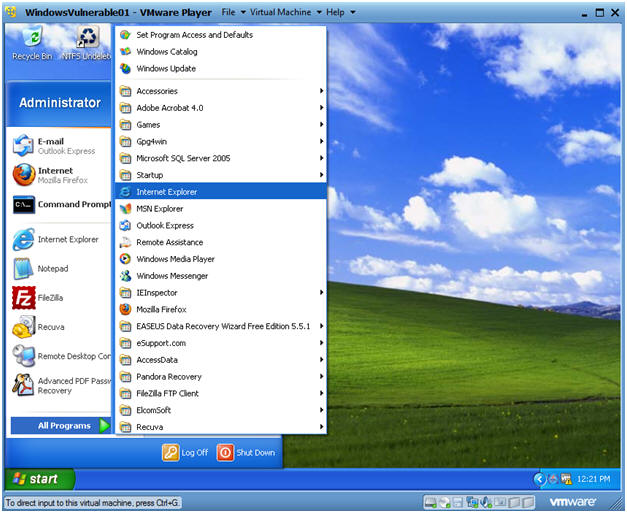 WindowsVulnerable01 - VMware Player File Virtual Machine Help
Recycle Bin NTFS Undelete
Administrator
E-mail
Outlook Express
Internet
Mozilla Firefox
Command Prompt
Internet Explorer
Notepad
FileZilla
Recuva
Remote Desktop Con
Advanced PDF Passw
Recovery
All Programs
Set Program Access and Defaults
Windows Catalog
Windows Update
Accessories
Adobe Acrobat 4.0
Games
Gpg4win
Microsoft SQL Server 2005
Startup
Internet Explorer
MSN Explorer
Outlook Express
Remote Assistance
Windows Media Player
Windows Messenger
IEInspector
Mozilla Firefox
EASEUS Data Recovery Wizard Free Edition 5.5.1
eSupport.com
AccessData
Pandora Recovery
FileZilla FTP Client
ElcomSoft
Recuva
Log Off Shut Down
start 12:21 PM
To direct input to this virtual machine, press Ctrl+G. vmware